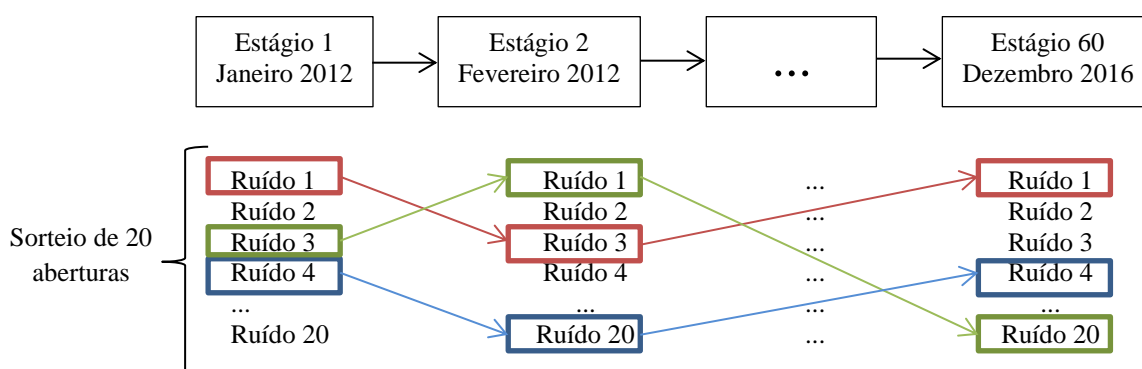 Estágio 1
Janeiro 2012
Estágio 2
Fevereiro 2012
...
Estágio 60
Dezembro 2016
Sorteio de 20
aberturas
Ruído 1
Ruído 2
Ruído 3
Ruído 4
...
Ruído 20
Ruído 1
Ruído 2
Ruído 3
Ruído 4
...
Ruído 20
...
...
...
...
...
...
Ruído 1
Ruído 2
Ruído 3
Ruído 4
...
Ruído 20